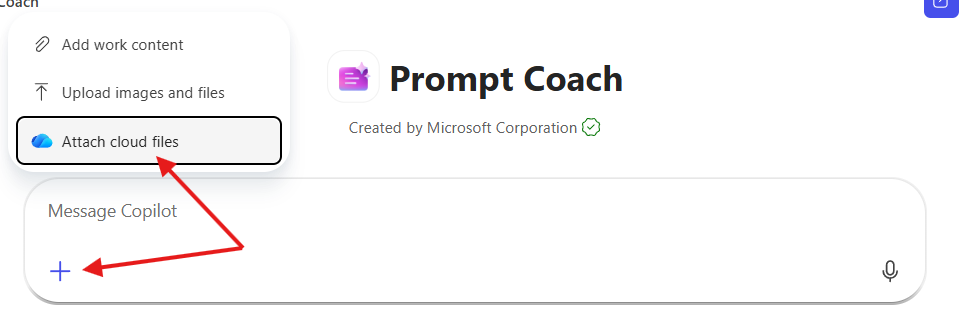 Coach
Add work content
Upload images and files
Attach cloud files
Prompt Coach
Created by Microsoft Corporation
Message Copilot